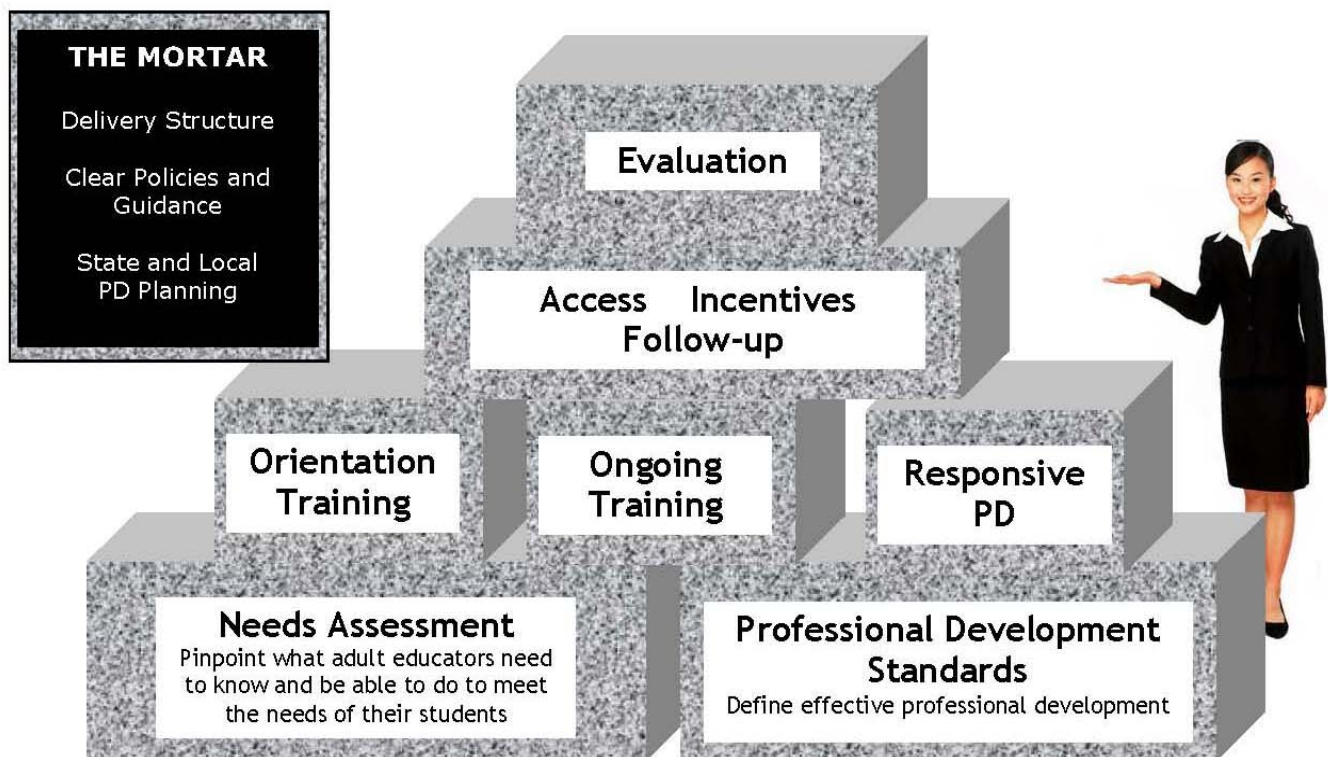 THE MORTAR
Delivery Structure
Clear Policies and
Guidance
State and Local
PD Planning
Evaluation
Access Incentives
Follow-up
Orientation
Training
Ongoing
Training
Responsive
PD
Needs Assessment
Pinpoint what adult educators need
to know and be able to do to meet
the needs of their students
Professional Development
Standards
Define effective professional development